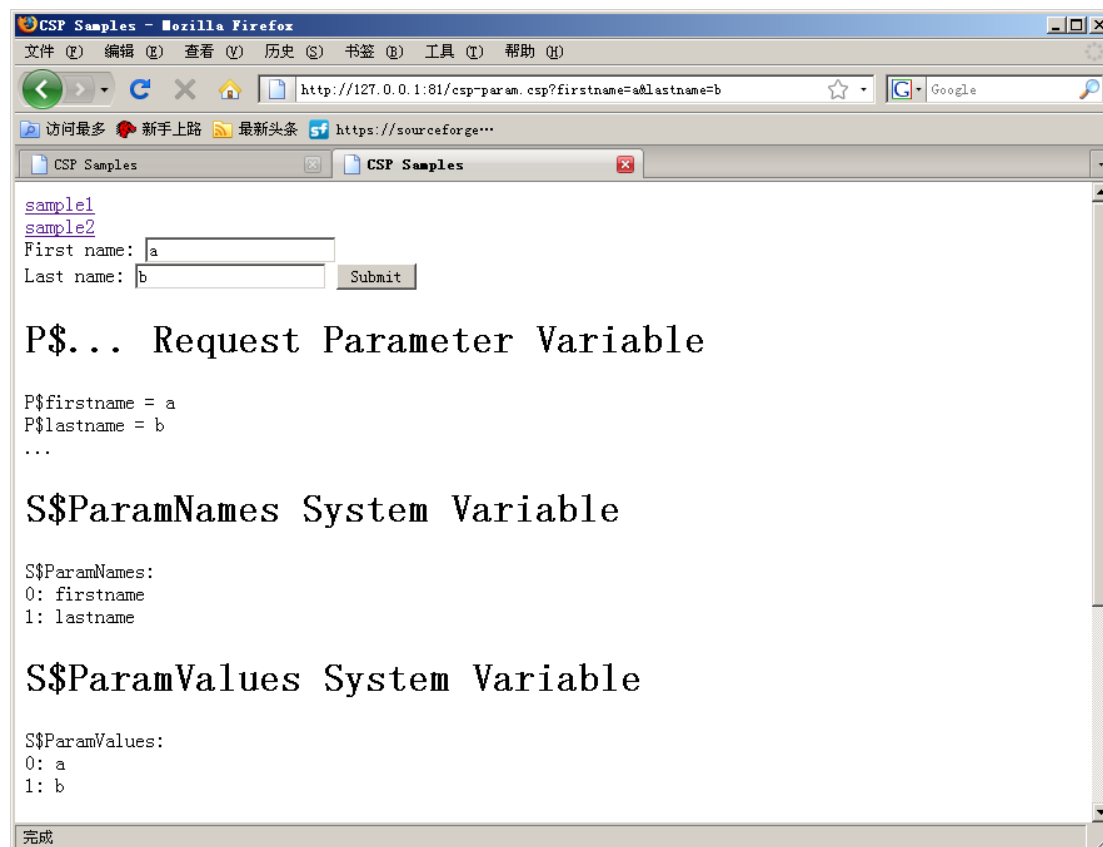 CSP Samples - Mozilla Firefox
文件 (F) 编辑 (E) 查看 (V) 历史 (S) 书签 (B) 工具 (T) 帮助 (H)
http://127.0.0.1:81/csp-param.csp?firstname=a&lastname=b
G Google
访问最多 新手上路 最新头条 sf https://sourceforge…
CSP Samples CSP Samples
sample1
sample2
First name: a
Last name: b Submit
P$... Request Parameter Variable
P$firstname = a
P$lastname = b
...
S$ParamNames System Variable
S$ParamNames:
0: firstname
1: lastname
S$ParamValues System Variable
S$ParamValues:
0: a
1: b
完成